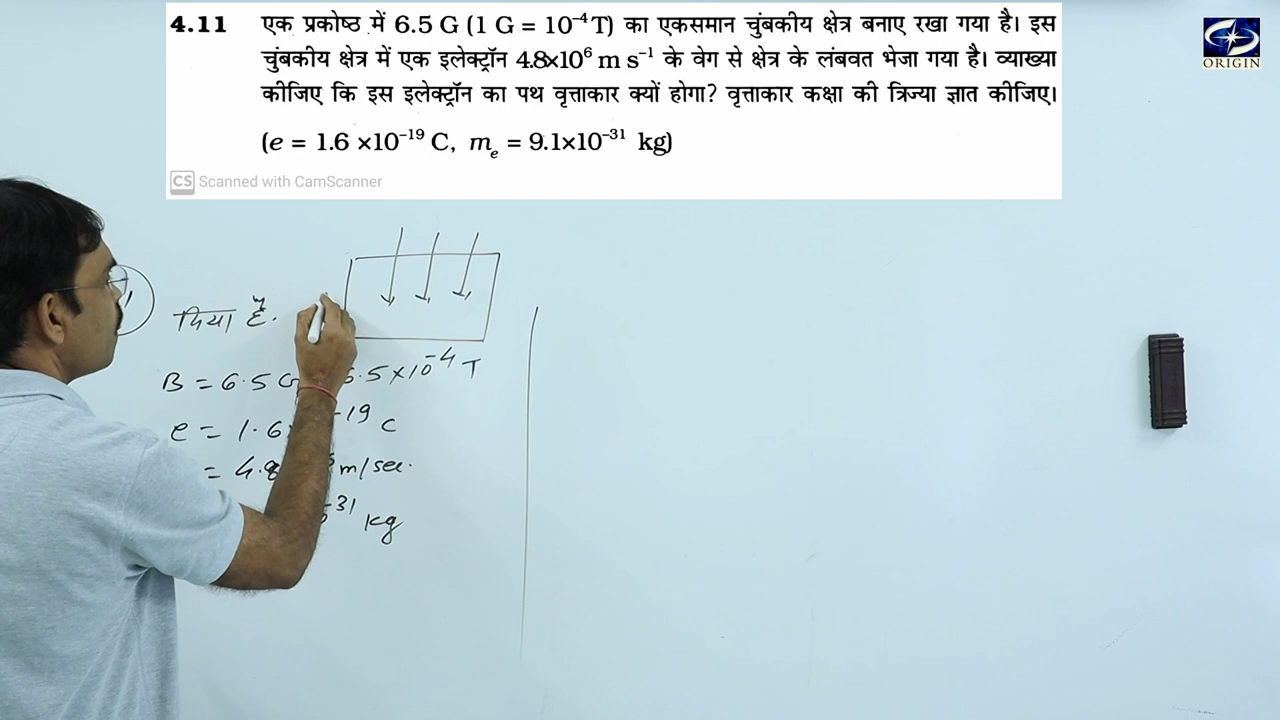 4.11 एक प्रकोष्ठ में 6.5 G (1 G = 10⁻⁴ T) का एकसमान चुंबकीय क्षेत्र बनाए रखा गया है। इस
चुंबकीय क्षेत्र में एक इलेक्ट्रॉन 4.8×10⁶ m s⁻¹ के वेग से क्षेत्र के लंबवत भेजा गया है। व्याख्या
कीजिए कि इस इलेक्ट्रॉन का पथ वृत्ताकार क्यों होगा? वृत्ताकार कक्षा की त्रिज्या ज्ञात कीजिए।
(e = 1.6 ×10⁻¹⁹ C, mₑ = 9.1×10⁻³¹ kg)
CS Scanned with CamScanner
ORIGIN
दिया है.
B = 6.5 G 6.5×10⁻⁴ T
e = 1.6 ⁻¹⁹ C
= 4.8 m/sec.
⁻³¹ kg